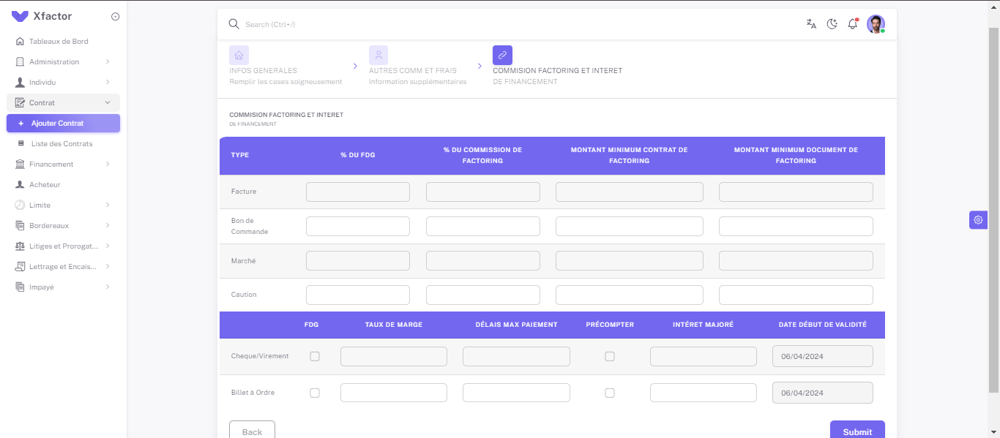 Xfactor
Tableaux de Bord
Administration
Individu
Contrat
+ Ajouter Contrat
Liste des Contrats
Financement
Acheteur
Limite
Bordereaux
Litiges et Prorogat...
Lettrage et Encais...
Impayé
Search (Ctrl+/)
INFOS GENERALES
Remplir les cases soigneusement
AUTRES COMM ET FRAIS
Information supplémentaires
COMMISION FACTORING ET INTERET
DE FINANCEMENT
COMMISION FACTORING ET INTERET
DE FINANCEMENT
TYPE
% DU FDG
% DU COMMISSION DE
FACTORING
MONTANT MINIMUM CONTRAT DE
FACTORING
MONTANT MINIMUM DOCUMENT DE
FACTORING
Facture
Bon de
Commande
Marché
Caution
FDG TAUX DE MARGE DÉLAIS MAX PAIEMENT PRÉCOMPTER INTÉRET MAJORÉ DATE DÉBUT DE VALIDITÉ
Cheque/Virement 06/04/2024
Billet à Ordre 06/04/2024
Back Submit